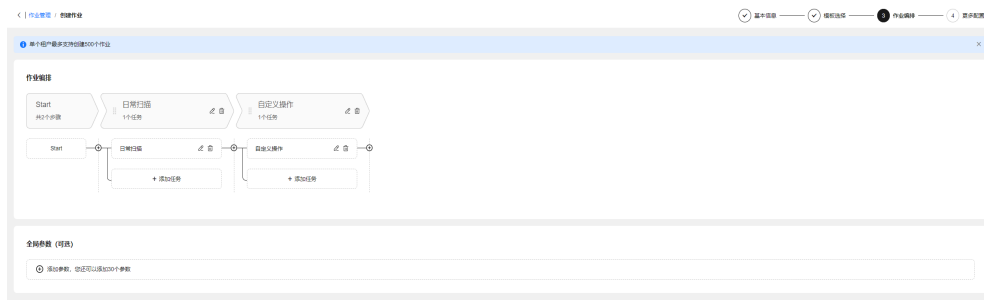 作业管理 / 创建作业
基本信息
模板选择
3 作业编排
4 更多配置
单个租户最多支持创建500个作业
作业编排
Start
共2个步骤
日常扫描
1个任务
自定义操作
1个任务
Start
日常扫描
自定义操作
+ 添加任务
+ 添加任务
全局参数 (可选)
添加参数，您还可以添加30个参数